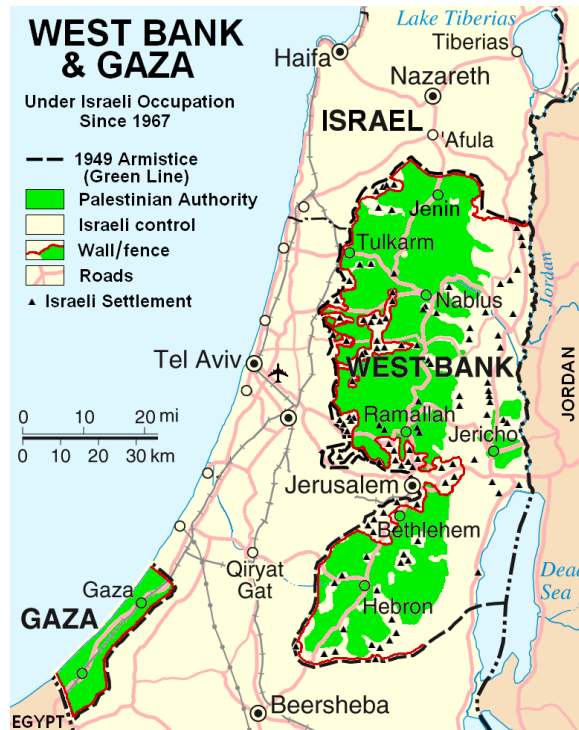 WEST BANK
& GAZA
Under Israeli Occupation
Since 1967
1949 Armistice
(Green Line)
Palestinian Authority
Israeli control
Wall/fence
Roads
Israeli Settlement
Lake Tiberias
Tiberias
Haifa
Nazareth
ISRAEL
'Afula
Jenin
Tulkarm
Nablus
Jordan
Tel Aviv
WEST BANK
JORDAN
0 10 20 mi
0 10 20 30 km
Ramallah
Jericho
Jerusalem
Bethlehem
Qiryat
Gat
Dead
Sea
Gaza
GAZA
Hebron
Beersheba
EGYPT